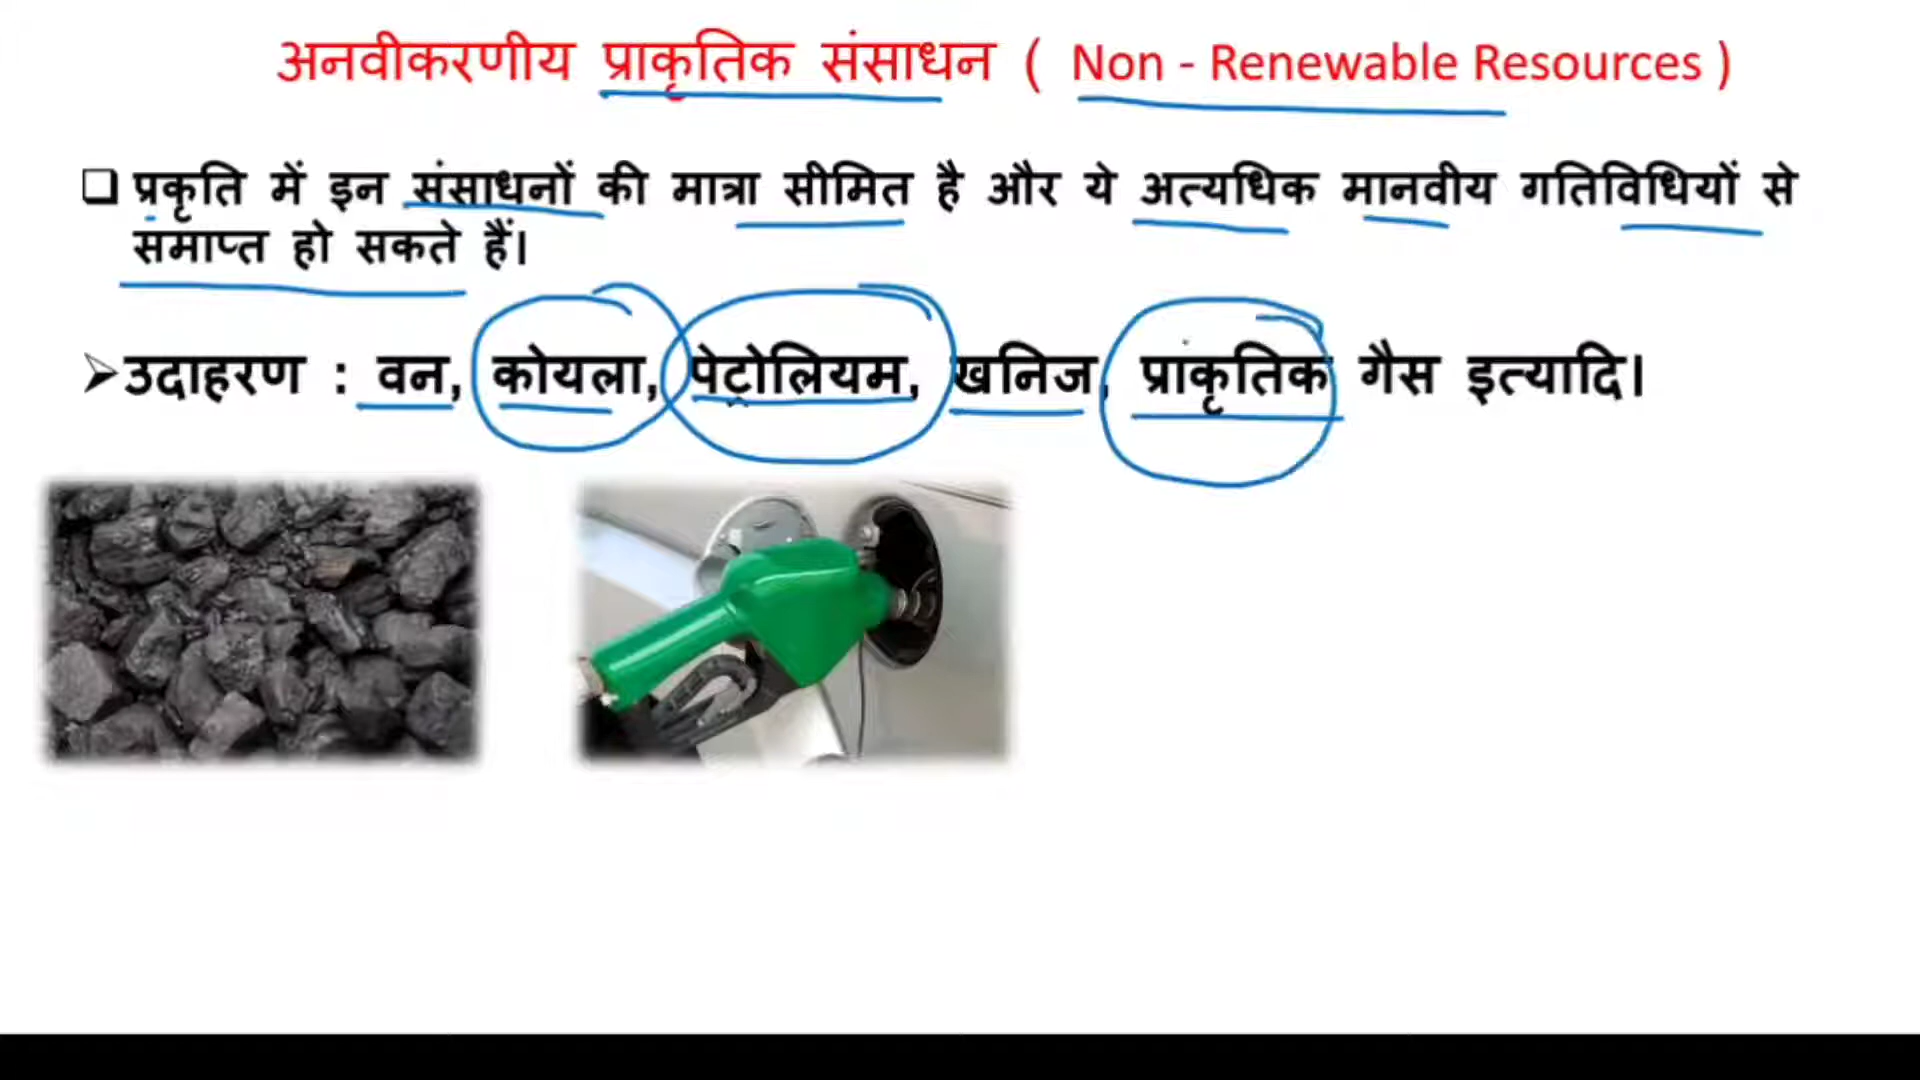 अनवीकरणीय प्राकृतिक संसाधन ( Non - Renewable Resources )
प्रकृति में इन संसाधनों की मात्रा सीमित है और ये अत्यधिक मानवीय गतिविधियों से
समाप्त हो सकते हैं।
उदाहरण : वन, कोयला, पेट्रोलियम, खनिज, प्राकृतिक गैस इत्यादि।